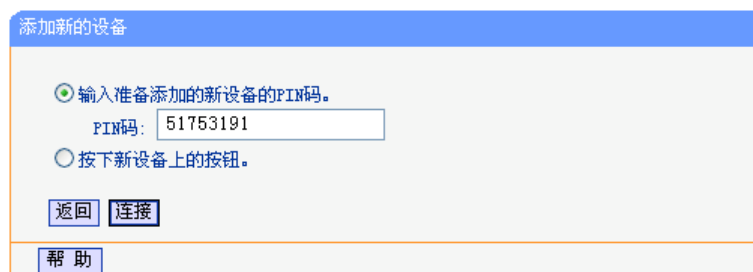 添加新的设备
输入准备添加的新设备的PIN码。
PIN码: 51753191
按下新设备上的按钮。
返回 连接
帮 助